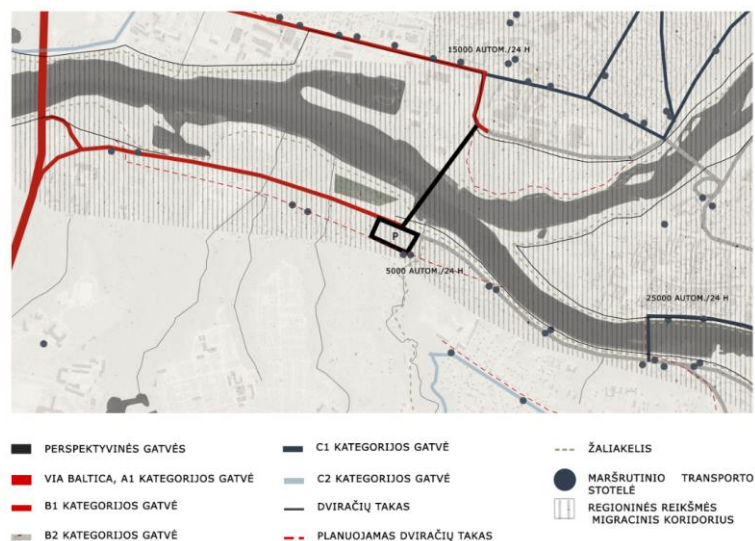 15000 AUTOM./24 H
P
5000 AUTOM./24 H
25000 AUTOM./24 H
PERSPEKTYVINĖS GATVĖS
VIA BALTICA, A1 KATEGORIJOS GATVĖ
B1 KATEGORIJOS GATVĖ
B2 KATEGORIJOS GATVĖ
C1 KATEGORIJOS GATVĖ
C2 KATEGORIJOS GATVĖ
DVIRAČIŲ TAKAS
PLANUOJAMAS DVIRAČIŲ TAKAS
ŽALIAKELIS
MARŠRUTINIO TRANSPORTO
STOTELĖ
REGIONINĖS REIKŠMĖS
MIGRACINIS KORIDORIUS